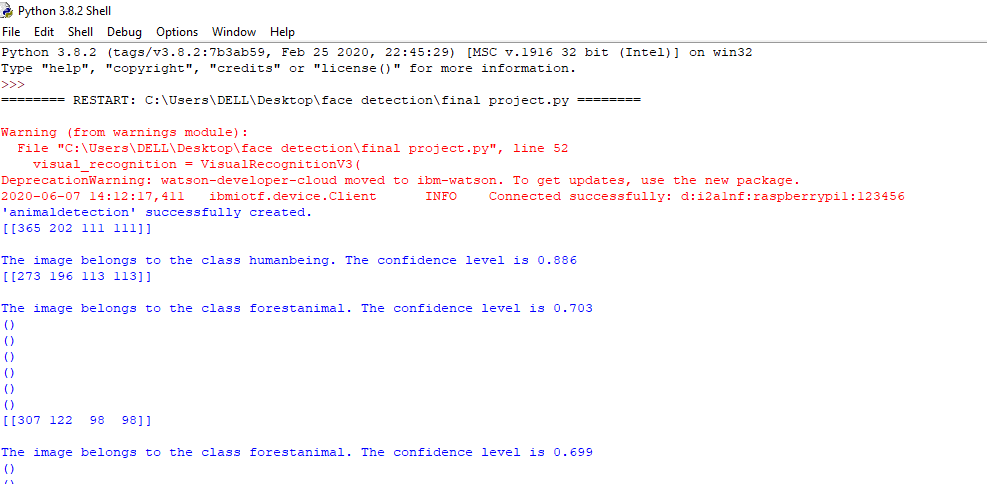 Python 3.8.2 Shell
File Edit Shell Debug Options Window Help
Python 3.8.2 (tags/v3.8.2:7b3ab59, Feb 25 2020, 22:45:29) [MSC v.1916 32 bit (Intel)] on win32
Type "help", "copyright", "credits" or "license()" for more information.
>>>
======== RESTART: C:\Users\DELL\Desktop\face detection\final project.py ========
Warning (from warnings module):
  File "C:\Users\DELL\Desktop\face detection\final project.py", line 52
    visual_recognition = VisualRecognitionV3(
DeprecationWarning: watson-developer-cloud moved to ibm-watson. To get updates, use the new package.
2020-06-07 14:12:17,411   ibmiotf.device.Client      INFO    Connected successfully: d:i2a1nf:raspberrypi1:123456
'animaldetection' successfully created.
[[365 202 111 111]]
The image belongs to the class humanbeing. The confidence level is 0.886
[[273 196 113 113]]
The image belongs to the class forestanimal. The confidence level is 0.703
()
()
()
()
()
()
[[307 122  98  98]]
The image belongs to the class forestanimal. The confidence level is 0.699
()